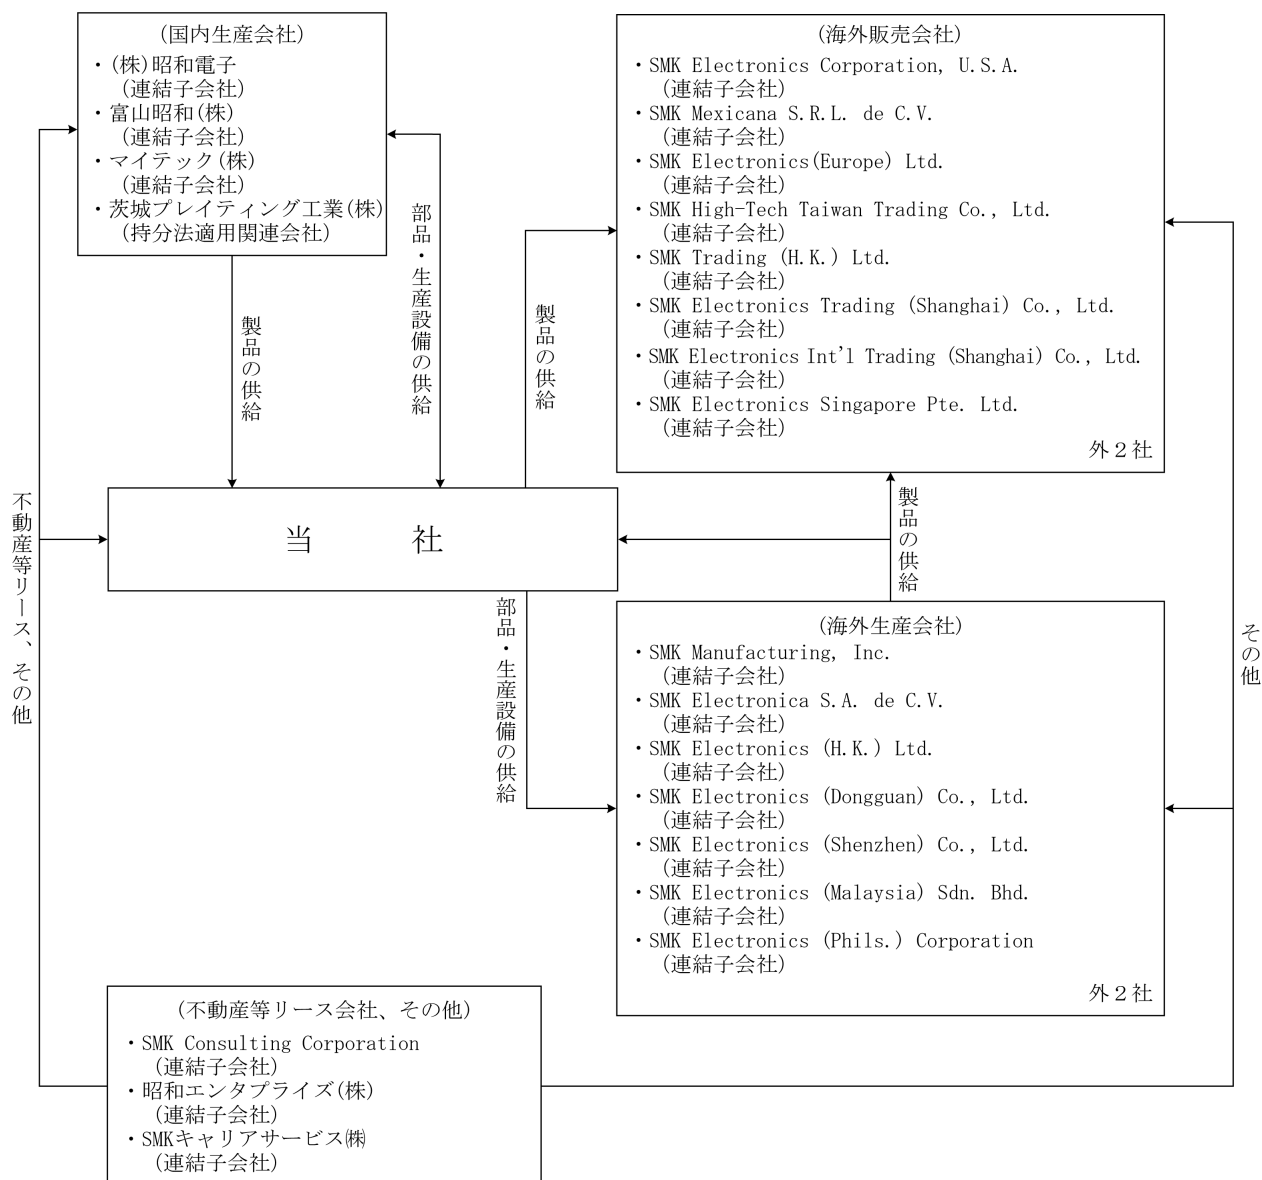 (国内生産会社)
・(株)昭和電子
(連結子会社)
・富山昭和(株)
(連結子会社)
・マイテック(株)
(連結子会社)
・茨城プレイティング工業(株)
(持分法適用関連会社)
(海外販売会社)
・SMK Electronics Corporation, U.S.A.
(連結子会社)
・SMK Mexicana S.R.L. de C.V.
(連結子会社)
・SMK Electronics(Europe) Ltd.
(連結子会社)
・SMK High-Tech Taiwan Trading Co., Ltd.
(連結子会社)
・SMK Trading (H.K.) Ltd.
(連結子会社)
・SMK Electronics Trading (Shanghai) Co., Ltd.
(連結子会社)
・SMK Electronics Int'l Trading (Shanghai) Co., Ltd.
(連結子会社)
・SMK Electronics Singapore Pte. Ltd.
(連結子会社)
外2社
製品の供給
部品・生産設備の供給
製品の供給
当 社
製品の供給
部品・生産設備の供給
不動産等リース、その他
その他
(海外生産会社)
・SMK Manufacturing, Inc.
(連結子会社)
・SMK Electronica S.A. de C.V.
(連結子会社)
・SMK Electronics (H.K.) Ltd.
(連結子会社)
・SMK Electronics (Dongguan) Co., Ltd.
(連結子会社)
・SMK Electronics (Shenzhen) Co., Ltd.
(連結子会社)
・SMK Electronics (Malaysia) Sdn. Bhd.
(連結子会社)
・SMK Electronics (Phils.) Corporation
(連結子会社)
外2社
(不動産等リース会社、その他)
・SMK Consulting Corporation
(連結子会社)
・昭和エンタプライズ(株)
(連結子会社)
・SMKキャリアサービス㈱
(連結子会社)